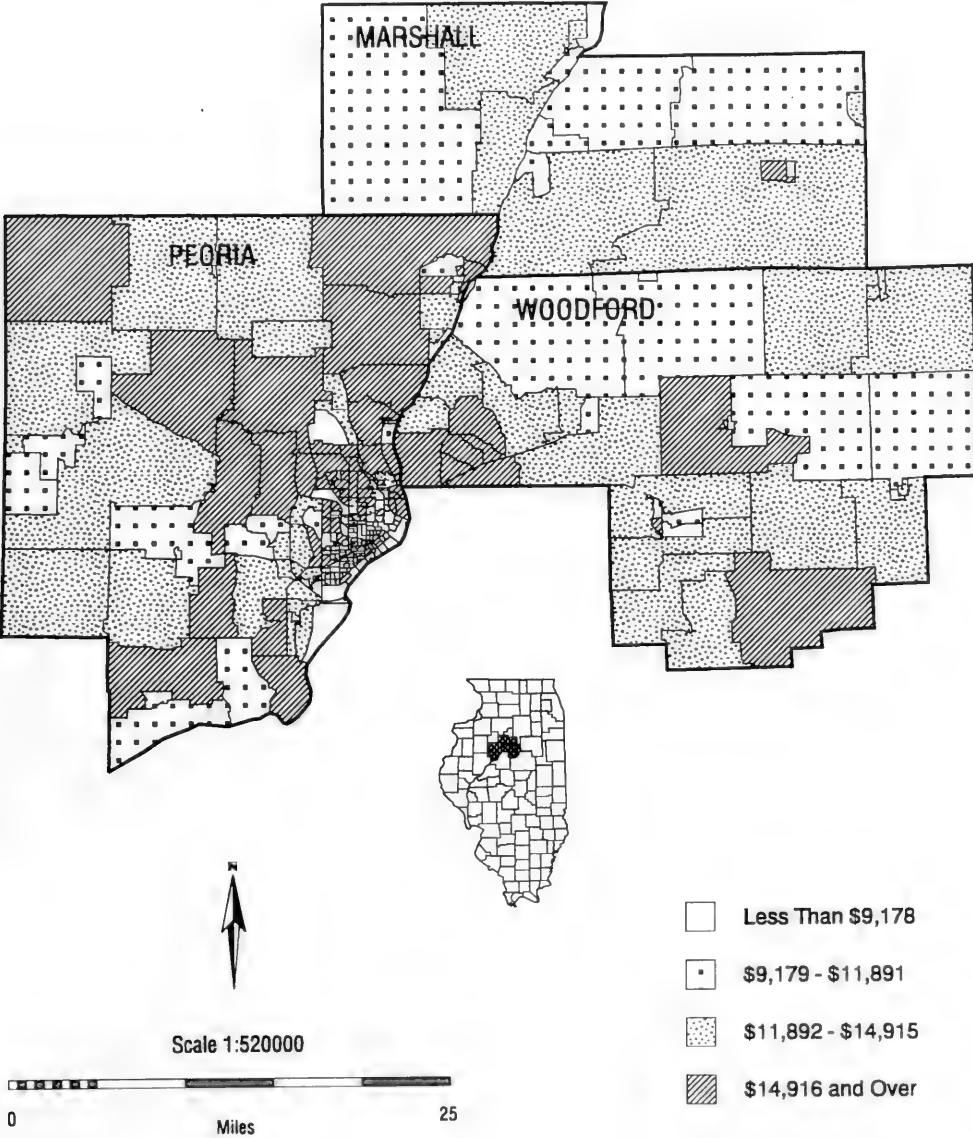 MARSHALL
PEORIA
WOODFORD
N
Less Than $9,178
$9,179 - $11,891
$11,892 - $14,915
$14,916 and Over
Scale 1:520000
0
25
Miles